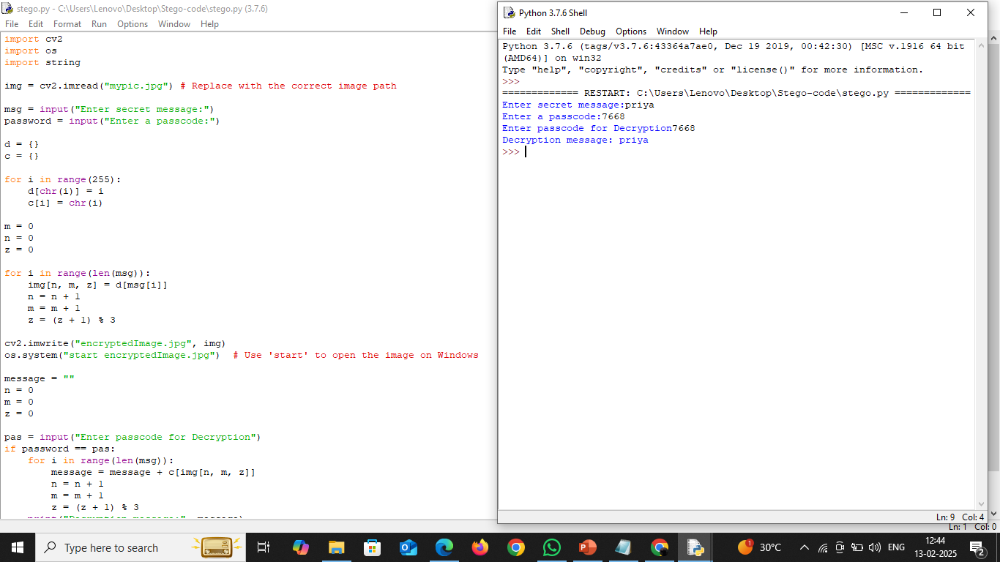 stego.py - C:\Users\Lenovo\Desktop\Stego-code\stego.py (3.7.6)
File Edit Format Run Options Window Help
import cv2
import os
import string
img = cv2.imread("mypic.jpg") # Replace with the correct image path
msg = input("Enter secret message:")
password = input("Enter a passcode:")
d = {}
c = {}
for i in range(255):
    d[chr(i)] = i
    c[i] = chr(i)
m = 0
n = 0
z = 0
for i in range(len(msg)):
    img[n, m, z] = d[msg[i]]
    n = n + 1
    m = m + 1
    z = (z + 1) % 3
cv2.imwrite("encryptedImage.jpg", img)
os.system("start encryptedImage.jpg")  # Use 'start' to open the image on Windows
message = ""
n = 0
m = 0
z = 0
pas = input("Enter passcode for Decryption")
if password == pas:
    for i in range(len(msg)):
        message = message + c[img[n, m, z]]
        n = n + 1
        m = m + 1
        z = (z + 1) % 3
    print("Decryption message:", message)
Python 3.7.6 Shell
File Edit Shell Debug Options Window Help
Python 3.7.6 (tags/v3.7.6:43364a7ae0, Dec 19 2019, 00:42:30) [MSC v.1916 64 bit
(AMD64)] on win32
Type "help", "copyright", "credits" or "license()" for more information.
>>>
============= RESTART: C:\Users\Lenovo\Desktop\Stego-code\stego.py =============
Enter secret message:priya
Enter a passcode:7668
Enter passcode for Decryption7668
Decryption message: priya
>>>
Ln: 9 Col: 4
Ln: 1 Col: 0
Type here to search
1
30°C
ENG
12:44
13-02-2025
2